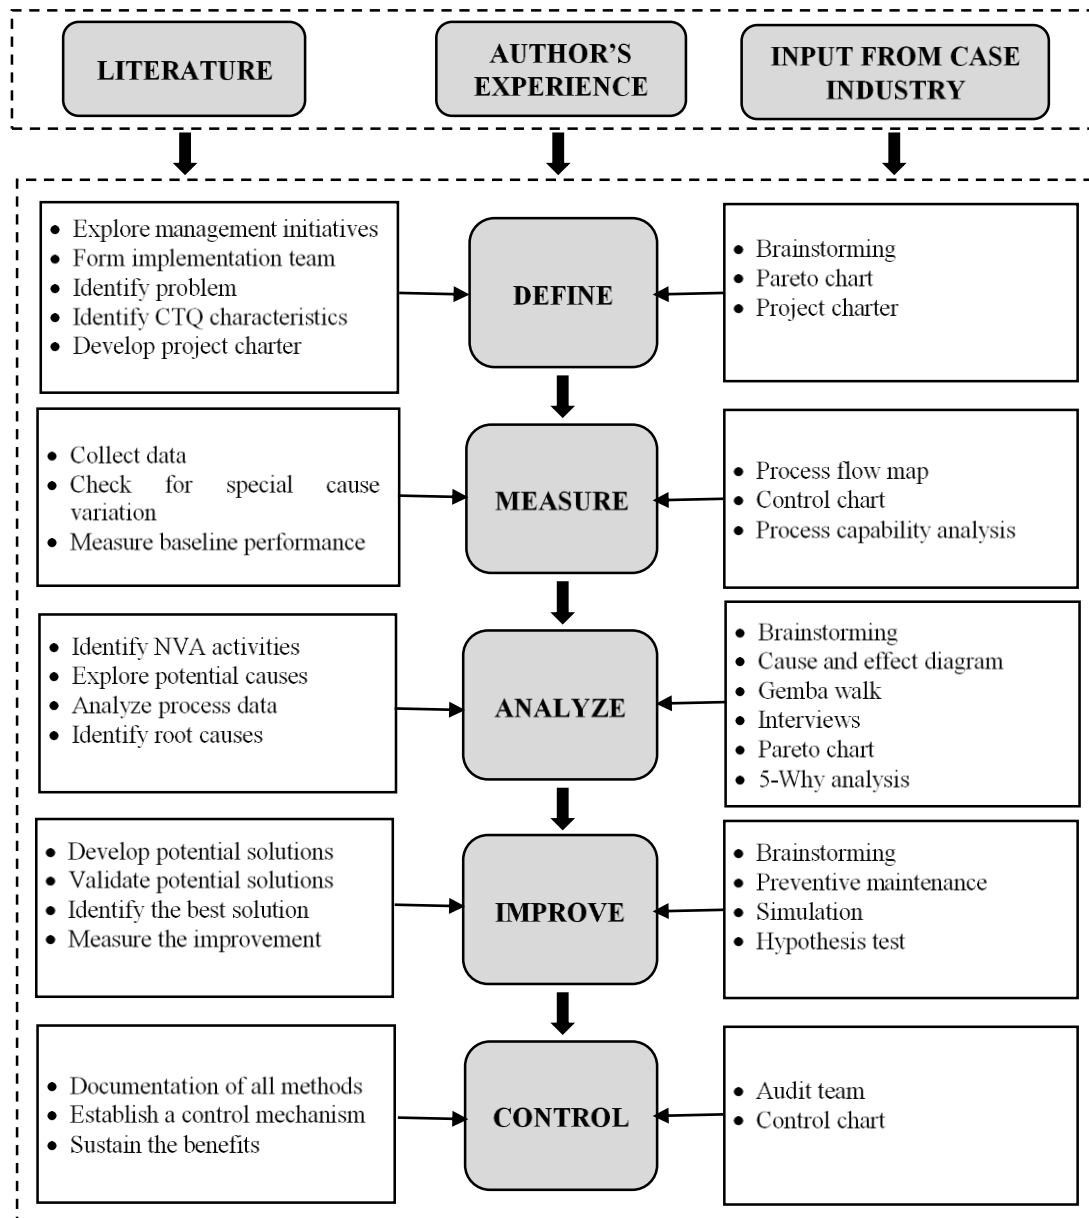 LITERATURE
AUTHOR'S
EXPERIENCE
INPUT FROM CASE
INDUSTRY
• Explore management initiatives
• Form implementation team
• Identify problem
• Identify CTQ characteristics
• Develop project charter
DEFINE
• Brainstorming
• Pareto chart
• Project charter
• Collect data
• Check for special cause
variation
• Measure baseline performance
MEASURE
• Process flow map
• Control chart
• Process capability analysis
• Identify NVA activities
• Explore potential causes
• Analyze process data
• Identify root causes
ANALYZE
• Brainstorming
• Cause and effect diagram
• Gemba walk
• Interviews
• Pareto chart
• 5-Why analysis
• Develop potential solutions
• Validate potential solutions
• Identify the best solution
• Measure the improvement
IMPROVE
• Brainstorming
• Preventive maintenance
• Simulation
• Hypothesis test
• Documentation of all methods
• Establish a control mechanism
• Sustain the benefits
CONTROL
• Audit team
• Control chart